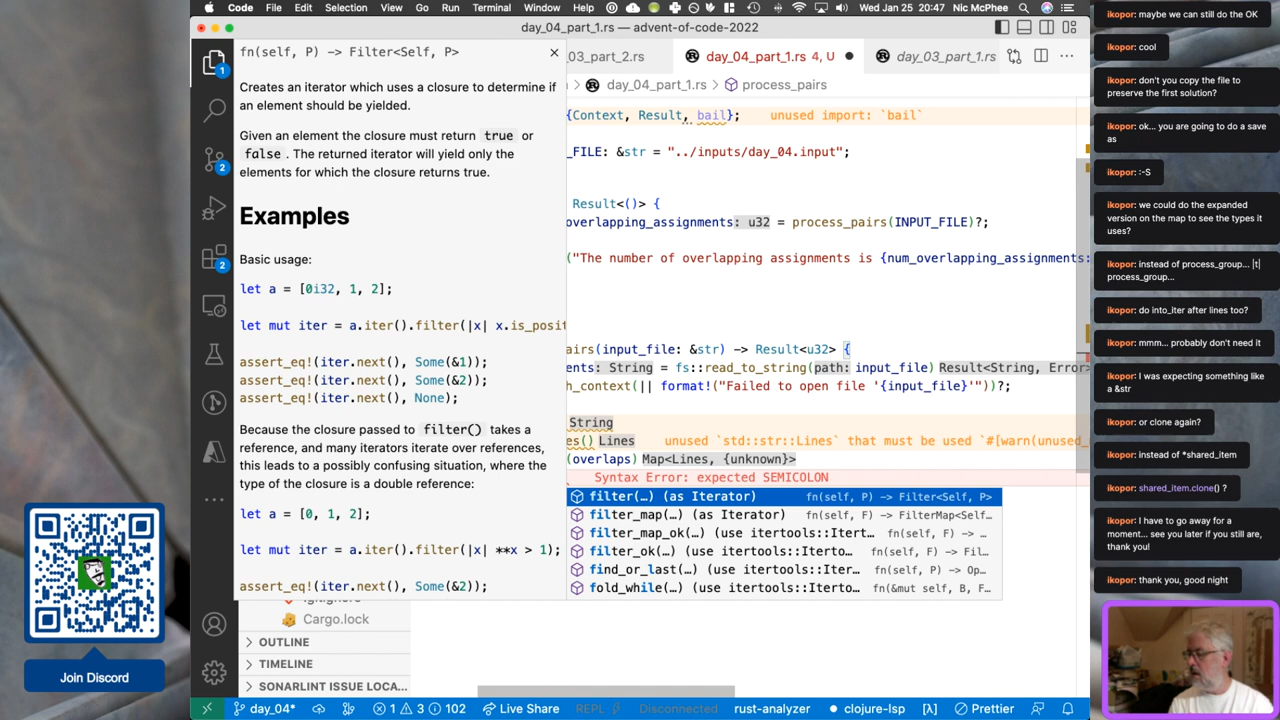 Code File Edit Selection View Go Run Terminal Window Help Wed Jan 25 20:47 Nic McPhee
day_04_part_1.rs — advent-of-code-2022
fn(self, P) -> Filter<Self, P>
03_part_2.rs day_04_part_1.rs 4, U day_03_part_1.rs
day_04_part_1.rs process_pairs
Creates an iterator which uses a closure to determine if
an element should be yielded.
Given an element the closure must return true or
false. The returned iterator will yield only the
elements for which the closure returns true.
Examples
Basic usage:
let a = [0i32, 1, 2];
let mut iter = a.iter().filter(|x| x.is_posit
assert_eq!(iter.next(), Some(&1));
assert_eq!(iter.next(), Some(&2));
assert_eq!(iter.next(), None);
Because the closure passed to filter() takes a
reference, and many iterators iterate over references,
this leads to a possibly confusing situation, where the
type of the closure is a double reference:
let a = [0, 1, 2];
let mut iter = a.iter().filter(|x| **x > 1);
assert_eq!(iter.next(), Some(&2));
{Context, Result, bail}; unused import: `bail`
_FILE: &str = "../inputs/day_04.input";
Result<()> {
overlapping_assignments: u32 = process_pairs(INPUT_FILE)?;
("The number of overlapping assignments is {num_overlapping_assignments:
airs(input_file: &str) -> Result<u32> {
ents: String = fs::read_to_string(path: input_file) Result<String, Error>
h_context(|| format!("Failed to open file '{input_file}'"))?;
String
es() Lines unused `std::str::Lines` that must be used `#[warn(unused_
(overlaps) Map<Lines, {unknown}>
Syntax Error: expected SEMICOLON
filter(…) (as Iterator) fn(self, P) -> Filter<Self, P>
filter_map(…) (as Iterator) fn(self, F) -> FilterMap<Self…
filter_map_ok(…) (use itertools::Itert… fn(self, F) -> …
filter_ok(…) (use itertools::Iterto… fn(self, F) -> Fil…
find_or_last(…) (use itertools::Iter… fn(self, P) -> Op…
fold_while(…) (use itertools::Iterto… fn(&mut self, B, F…
Cargo.lock
OUTLINE
TIMELINE
SONARLINT ISSUE LOCA...
1
2
2
day_04* 1 3 102 Live Share REPL Disconnected rust-analyzer clojure-lsp [λ] Prettier
Join Discord
ikopor: maybe we can still do the OK
ikopor: cool
ikopor: don't you copy the file to
preserve the first solution?
ikopor: ok... you are going to do a save
as
ikopor: :-S
ikopor: we could do the expanded
version on the map to see the types it
uses?
ikopor: instead of process_group... |t|
process_group...
ikopor: do into_iter after lines too?
ikopor: mmm... probably don't need it
ikopor: I was expecting something like
a &str
ikopor: or clone again?
ikopor: instead of *shared_item
ikopor: shared_item.clone() ?
ikopor: I have to go away for a
moment... see you later if you still are,
thank you!
ikopor: thank you, good night